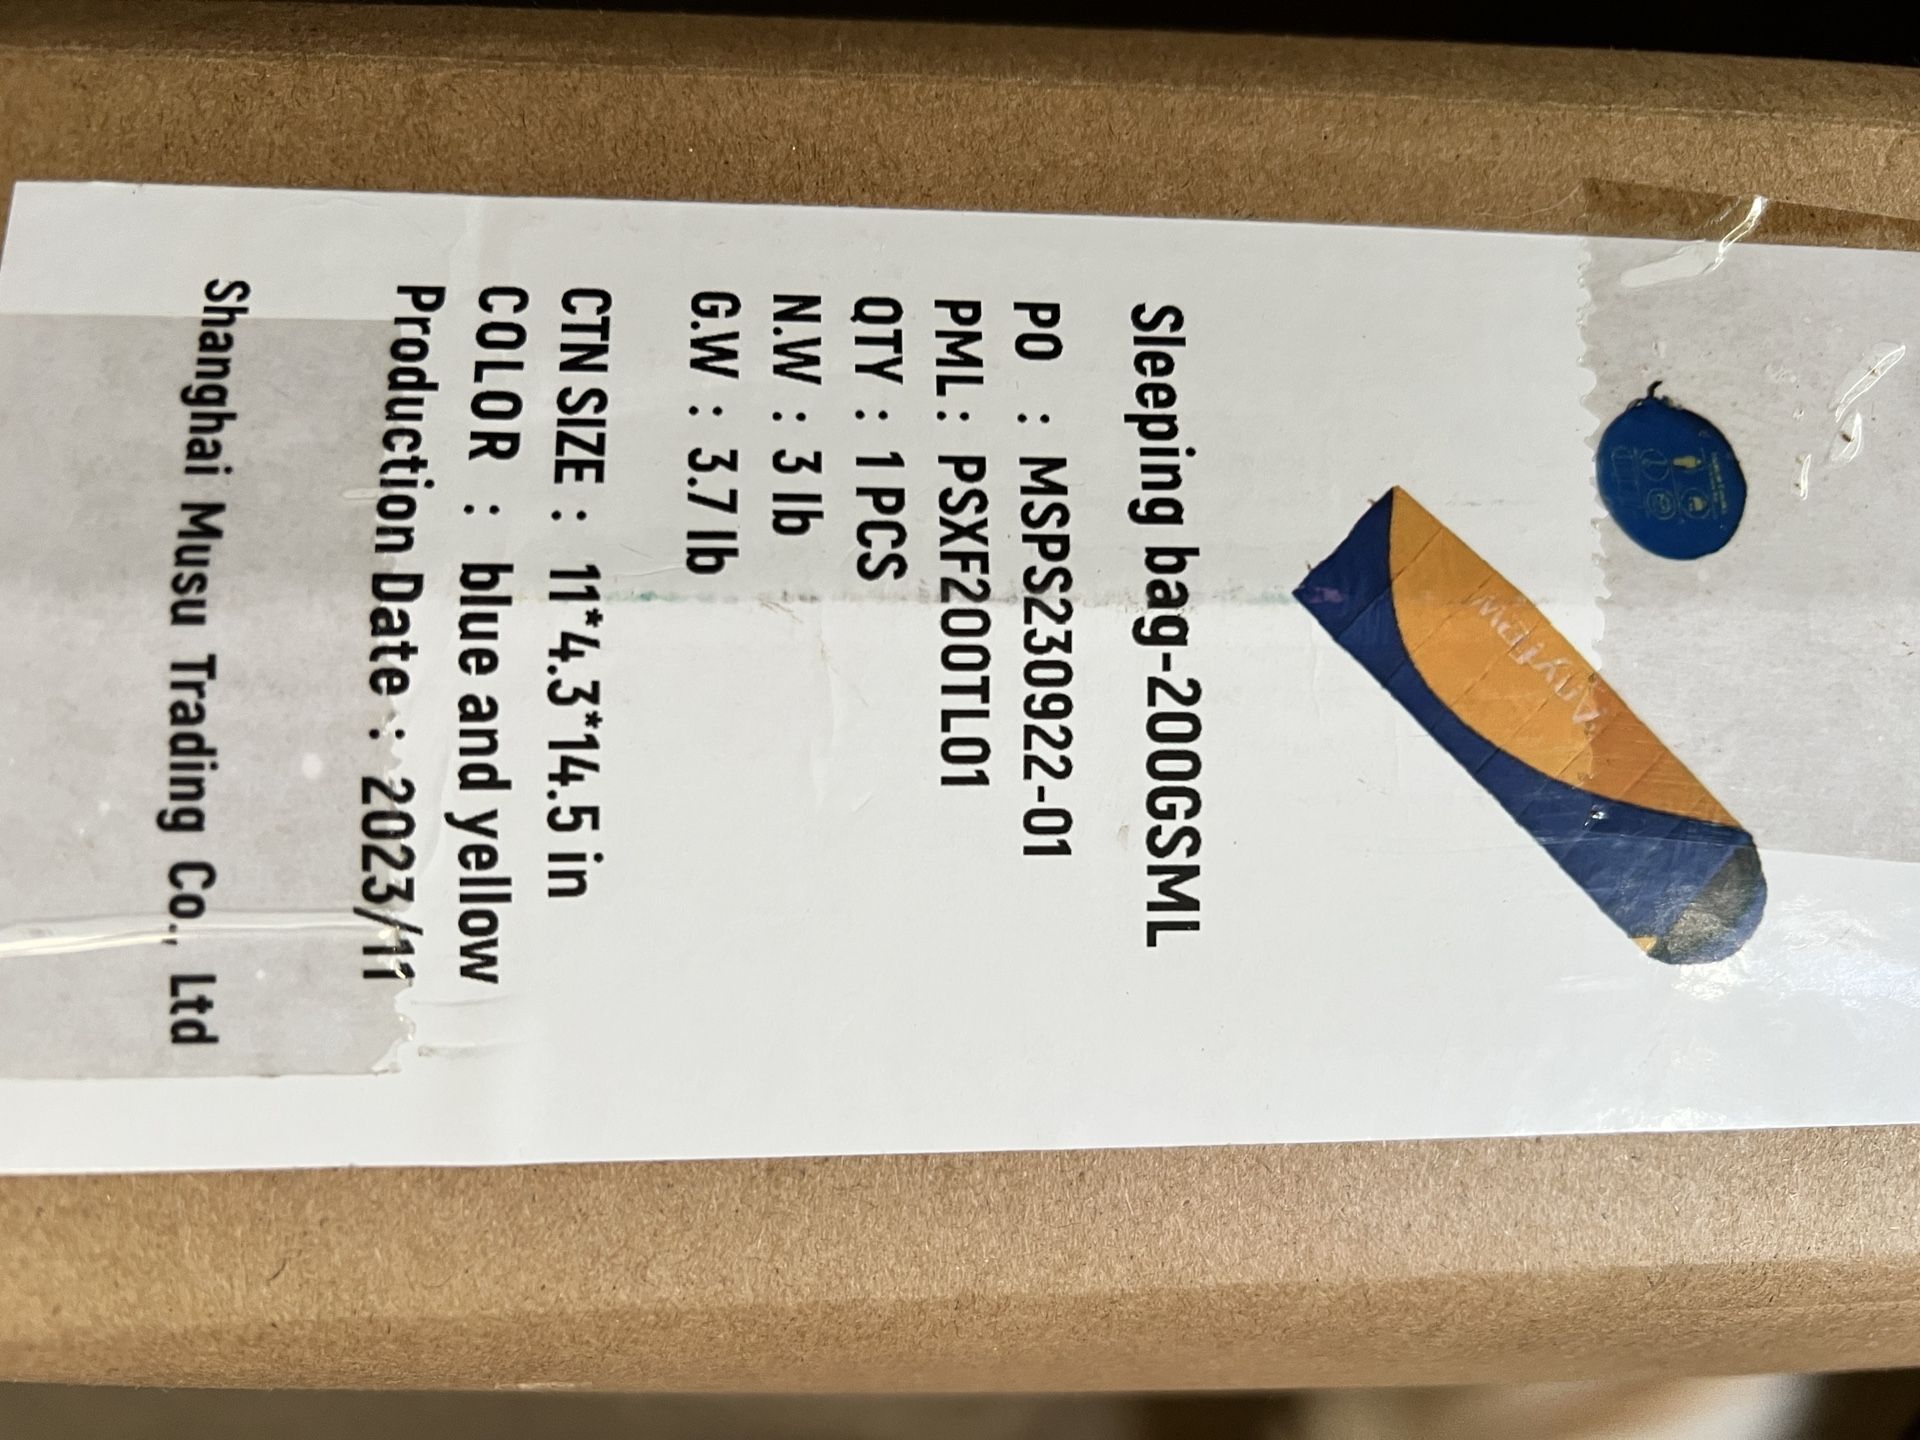 Sleeping bag-200GSML
PO : MSPS230922-01
PML : PSXF200TL01
QTY : 1 PCS
N.W : 3 lb
G.W : 3.7 lb
CTN SIZE : 11*4.3*14.5 in
COLOR : blue and yellow
Production Date : 2023/11
Shanghai Musu Trading Co., Ltd